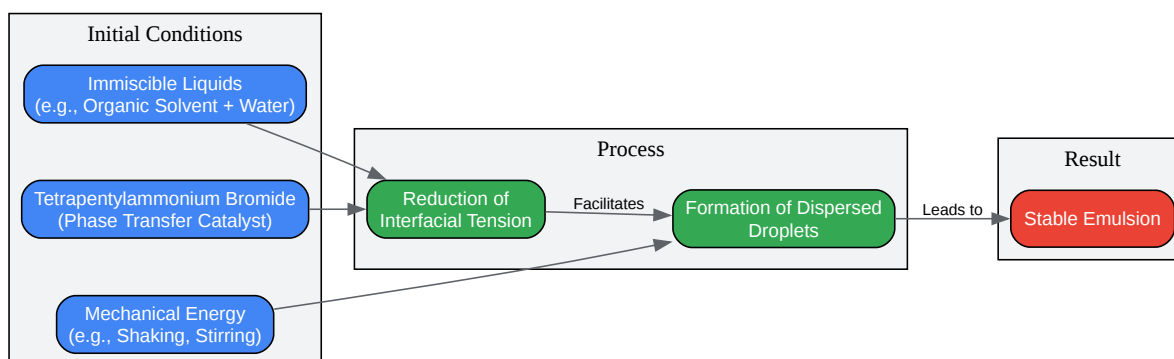 Initial Conditions
Immiscible Liquids
(e.g., Organic Solvent + Water)
Tetrapentylammonium Bromide
(Phase Transfer Catalyst)
Mechanical Energy
(e.g., Shaking, Stirring)
Process
Reduction of
Interfacial Tension
Facilitates
Formation of Dispersed
Droplets
Leads to
Result
Stable Emulsion